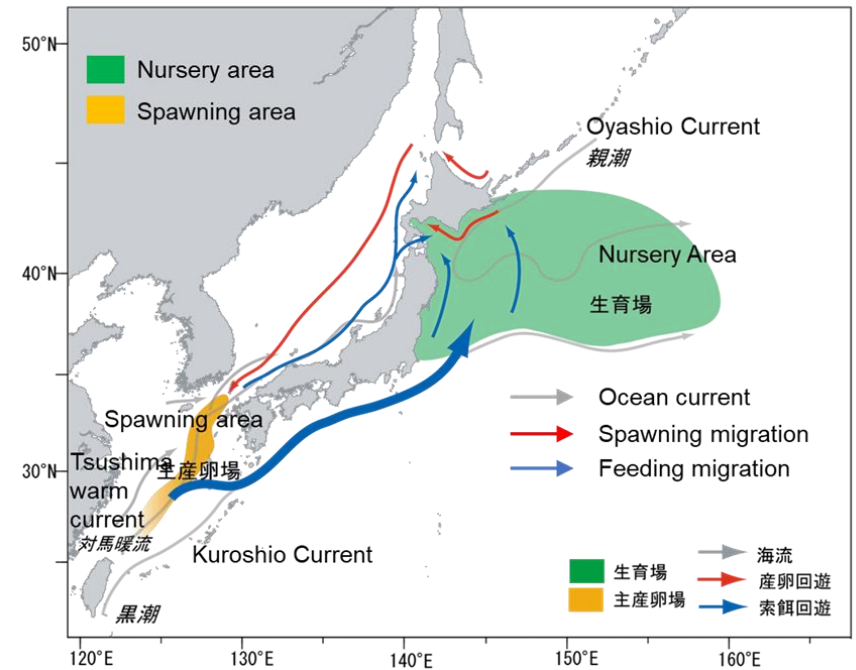 50°N
Nursery area
Spawning area
Oyashio Current
親潮
40°N
Nursery Area
生育場
Ocean current
Spawning migration
Feeding migration
Spawning area
主産卵場
30°N
Tsushima
warm
current
対馬暖流
Kuroshio Current
黒潮
生育場
主産卵場
海流
産卵回遊
索餌回遊
120°E
130°E
140°E
150°E
160°E